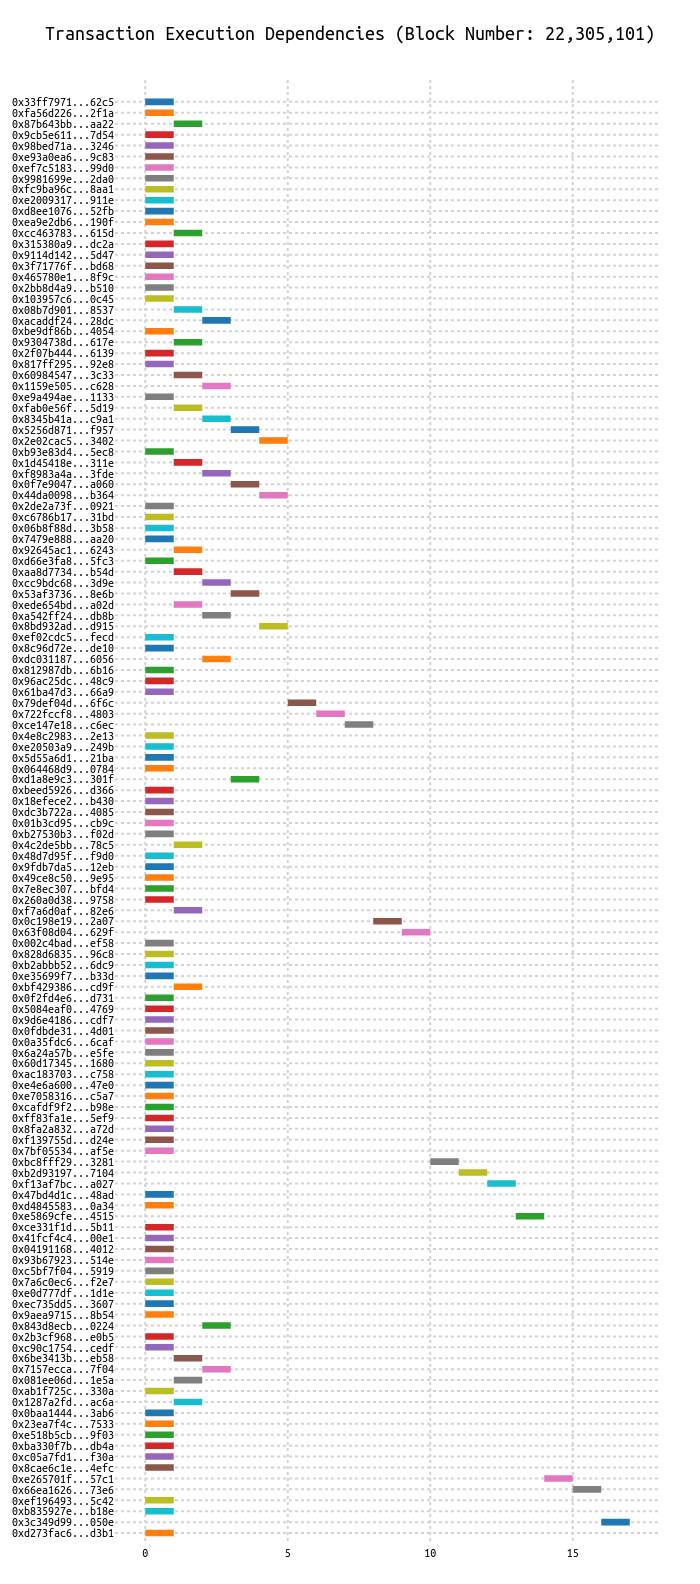 Transaction Execution Dependencies (Block Number: 22,305,101)
0x33ff7971...62c5
0xfa56d226...2f1a
0x87b643bb...aa22
0x9cb5e611...7d54
0x98bed71a...3246
0xe93a0ea6...9c83
0xef7c5183...99d0
0x9981699e...2da0
0xfc9ba96c...8aa1
0xe2009317...911e
0xd8ee1076...52fb
0xea9e2db6...190f
0xcc463783...615d
0x315380a9...dc2a
0x9114d142...5d47
0x3f71776f...bd68
0x465780e1...8f9c
0x2bb8d4a9...b510
0x103957c6...0c45
0x08b7d901...8537
0xacaddf24...28dc
0xbe9df86b...4054
0x9304738d...617e
0x2f07b444...6139
0x817ff295...92e8
0x60984547...3c33
0x1159e505...c628
0xe9a494ae...1133
0xfab0e56f...5d19
0x8345b41a...c9a1
0x5256d871...f957
0x2e02cac5...3402
0xb93e83d4...5ec8
0x1d45418e...311e
0xf8983a4a...3fde
0x0f7e9047...a060
0x44da0098...b364
0x2de2a73f...0921
0xc6786b17...31bd
0x06b8f88d...3b58
0x7479e888...aa20
0x92645ac1...6243
0xd66e3fa8...5fc3
0xaa8d7734...b54d
0xcc9bdc68...3d9e
0x53af3736...8e6b
0xede654bd...a02d
0xa542ff24...db8b
0x8bd932ad...d915
0xef02cdc5...fecd
0x8c96d72e...de10
0xdc031187...6056
0x812987db...6b16
0x96ac25dc...48c9
0x61ba47d3...66a9
0x79def04d...6f6c
0x722fccf8...4803
0xce147e18...c6ec
0x4e8c2983...2e13
0xe20503a9...249b
0x5d55a6d1...21ba
0x064468d9...0784
0xd1a8e9c3...301f
0xbeed5926...d366
0x18efece2...b430
0xdc3b722a...4085
0x01b3cd95...cb9c
0xb27530b3...f02d
0x4c2de5bb...78c5
0x48d7d95f...f9d0
0x9fdb7da5...12eb
0x49ce8c50...9e95
0x7e8ec307...bfd4
0x260a0d38...9758
0xf7a6d0af...82e6
0x0c198e19...2a07
0x63f08d04...629f
0x002c4bad...ef58
0x828d6835...96c8
0xb2abbb52...6dc9
0xe35699f7...b33d
0xbf429386...cd9f
0x0f2fd4e6...d731
0x5084eaf0...4769
0x9d6e4186...cdf7
0x0fdbde31...4d01
0x0a35fdc6...6caf
0x6a24a57b...e5fe
0x60d17345...1680
0xac183703...c758
0xe4e6a600...47e0
0xe7058316...c5a7
0xcafdf9f2...b98e
0xff83fa1e...5ef9
0x8fa2a832...a72d
0xf139755d...d24e
0x7bf05534...af5e
0xbc8fff29...3281
0xb2d93197...7104
0xf13af7bc...a027
0x47bd4d1c...48ad
0xd4845583...0a34
0xe5869cfe...4515
0xce331f1d...5b11
0x41fcf4c4...00e1
0x04191168...4012
0x93b67923...514e
0xc5bf7f04...5919
0x7a6c0ec6...f2e7
0xe0d777df...1d1e
0xec735dd5...3607
0x9aea9715...8b54
0x843d8ecb...0224
0x2b3cf968...e0b5
0xc90c1754...cedf
0x6be3413b...eb58
0x7157ecca...7f04
0x081ee06d...1e5a
0xab1f725c...330a
0x1287a2fd...ac6a
0x0baa1444...3ab6
0x23ea7f4c...7533
0xe518b5cb...9f03
0xba330f7b...db4a
0xc05a7fd1...f30a
0x8cae6c1e...4efc
0xe265701f...57c1
0x66ea1626...73e6
0xef196493...5c42
0xb835927e...b18e
0x3c349d99...050e
0xd273fac6...d3b1
0 5 10 15